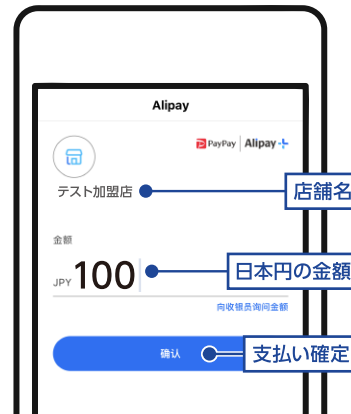 Alipay
PayPay Alipay+
テスト加盟店
店舗名
金额
JPY 100
日本円の金額
向收银员询问金额
确认
支払い確定